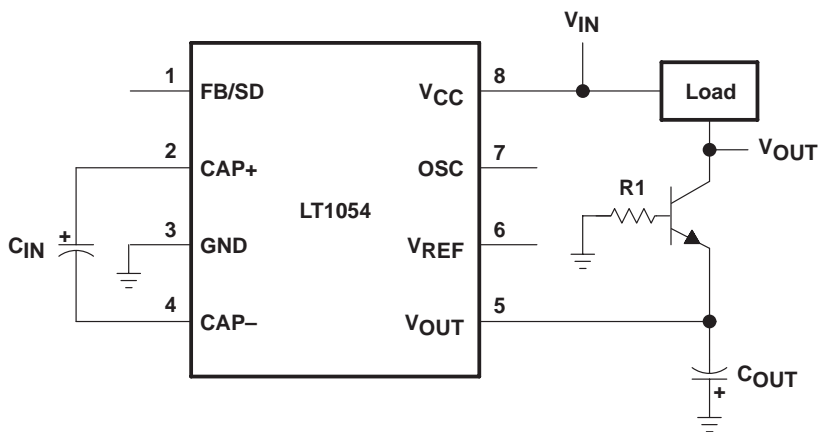 VIN
1 FB/SD VCC 8 Load
VOUT
2 CAP+ OSC 7
R1
LT1054
CIN + 3 GND VREF 6
4 CAP– VOUT 5
COUT
+